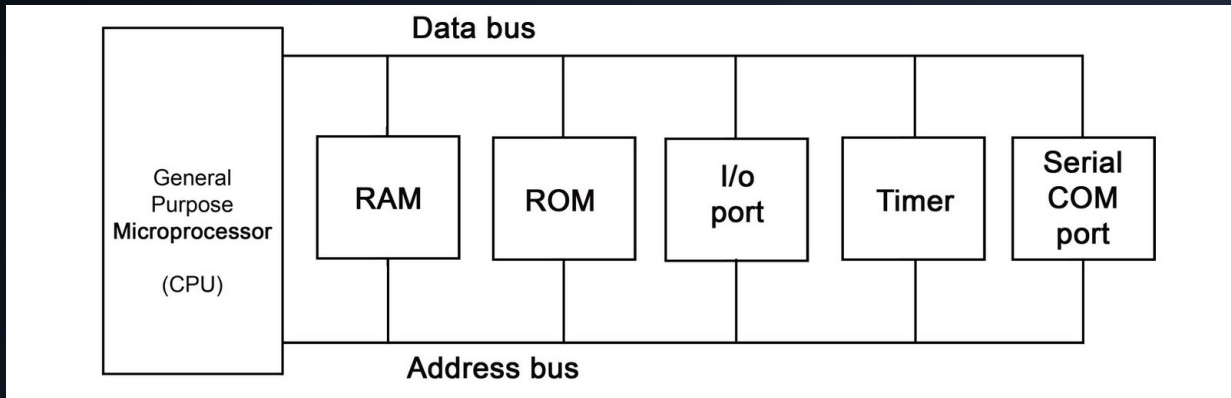 Data bus
General
Purpose
Microprocessor
(CPU)
RAM
ROM
I/o
port
Timer
Serial
COM
port
Address bus